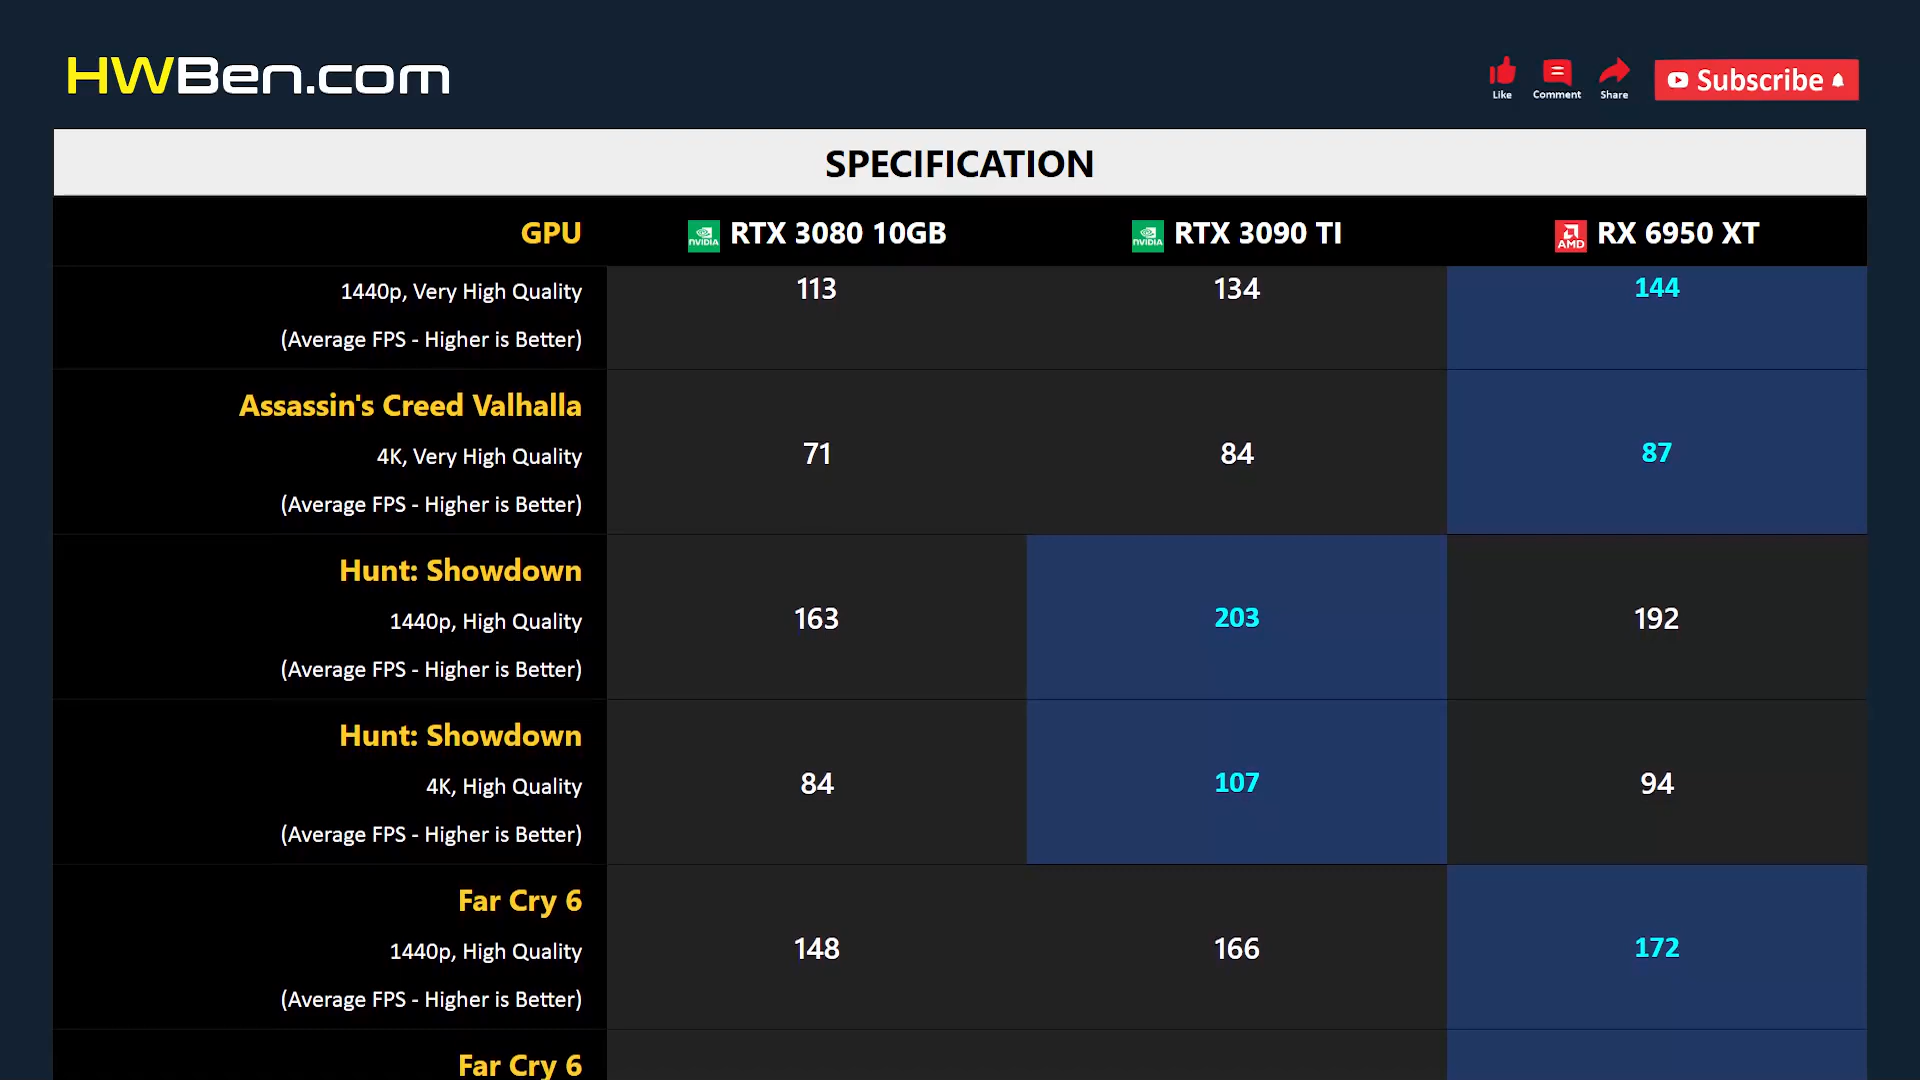 HWBen.com
Like
Comment
Share
Subscribe
SPECIFICATION
GPU
NVIDIA RTX 3080 10GB
NVIDIA RTX 3090 TI
AMD RX 6950 XT
1440p, Very High Quality
(Average FPS - Higher is Better)
113
134
144
Assassin's Creed Valhalla
4K, Very High Quality
(Average FPS - Higher is Better)
71
84
87
Hunt: Showdown
1440p, High Quality
(Average FPS - Higher is Better)
163
203
192
Hunt: Showdown
4K, High Quality
(Average FPS - Higher is Better)
84
107
94
Far Cry 6
1440p, High Quality
(Average FPS - Higher is Better)
148
166
172
Far Cry 6